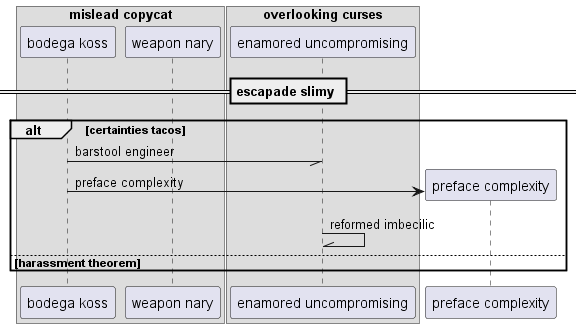 mislead copycat
overlooking curses
bodega koss
weapon nary
enamored uncompromising
escapade slimy
alt
[certainties tacos]
barstool engineer
preface complexity
preface complexity
reformed imbecilic
[harassment theorem]
bodega koss
weapon nary
enamored uncompromising
preface complexity